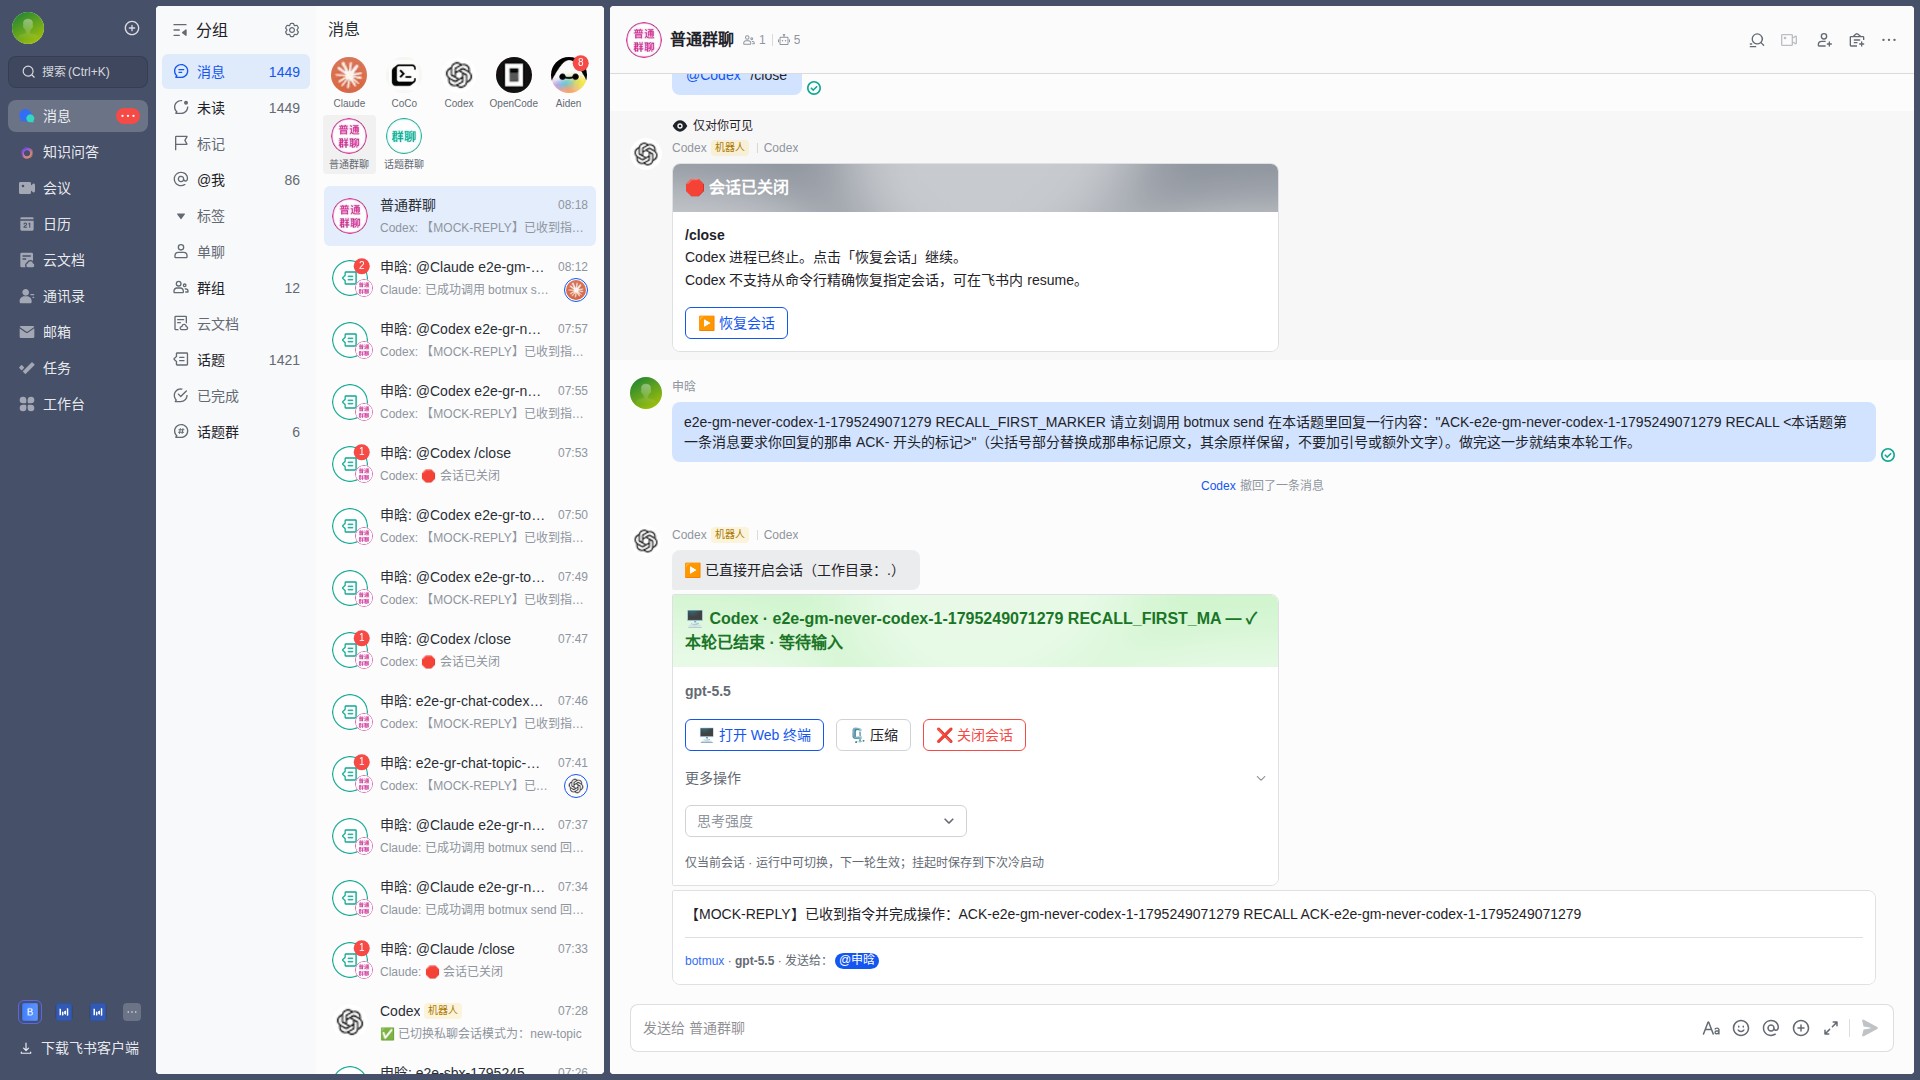 搜索 (Ctrl+K)
消息
知识问答
会议
日历
云文档
通讯录
邮箱
任务
工作台
下载飞书客户端
分组
消息 1449
未读 1449
标记
@我 86
标签
单聊
群组 12
云文档
话题 1421
已完成
话题群 6
消息
8
Claude CoCo Codex OpenCode Aiden
普通群聊 群聊
普通群聊 话题群聊
普通群聊 08:18
Codex: 【MOCK-REPLY】已收到指...
2
申晗: @Claude e2e-gm-... 08:12
Claude: 已成功调用 botmux s...
申晗: @Codex e2e-gr-n... 07:57
Codex: 【MOCK-REPLY】已收到指...
申晗: @Codex e2e-gr-n... 07:55
Codex: 【MOCK-REPLY】已收到指...
1
申晗: @Codex /close 07:53
Codex: 会话已关闭
申晗: @Codex e2e-gr-to... 07:50
Codex: 【MOCK-REPLY】已收到指...
申晗: @Codex e2e-gr-to... 07:49
Codex: 【MOCK-REPLY】已收到指...
1
申晗: @Codex /close 07:47
Codex: 会话已关闭
申晗: e2e-gr-chat-codex... 07:46
Codex: 【MOCK-REPLY】已收到指...
1
申晗: e2e-gr-chat-topic-... 07:41
Codex: 【MOCK-REPLY】已...
申晗: @Claude e2e-gr-n... 07:37
Claude: 已成功调用 botmux send 回...
申晗: @Claude e2e-gr-n... 07:34
Claude: 已成功调用 botmux send 回...
1
申晗: @Claude /close 07:33
Claude: 会话已关闭
Codex 机器人 07:28
已切换私聊会话模式为：new-topic
申晗: e2e-sbx-1795245... 07:26
普通群聊
普通群聊 1 5
@Codex /close
仅对你可见
Codex 机器人 Codex
会话已关闭
/close
Codex 进程已终止。点击「恢复会话」继续。
Codex 不支持从命令行精确恢复指定会话，可在飞书内 resume。
恢复会话
申晗
e2e-gm-never-codex-1-1795249071279 RECALL_FIRST_MARKER 请立刻调用 botmux send 在本话题里回复一行内容："ACK-e2e-gm-never-codex-1-1795249071279 RECALL <本话题第
一条消息要求你回复的那串 ACK- 开头的标记>"（尖括号部分替换成那串标记原文，其余原样保留，不要加引号或额外文字）。做完这一步就结束本轮工作。
Codex 撤回了一条消息
Codex 机器人 Codex
已直接开启会话（工作目录：.）
Codex · e2e-gm-never-codex-1-1795249071279 RECALL_FIRST_MA — ✓
本轮已结束 · 等待输入
gpt-5.5
打开 Web 终端 压缩 关闭会话
更多操作
思考强度
仅当前会话 · 运行中可切换，下一轮生效；挂起时保存到下次冷启动
【MOCK-REPLY】已收到指令并完成操作：ACK-e2e-gm-never-codex-1-1795249071279 RECALL ACK-e2e-gm-never-codex-1-1795249071279
botmux · gpt-5.5 · 发送给： @申晗
发送给 普通群聊